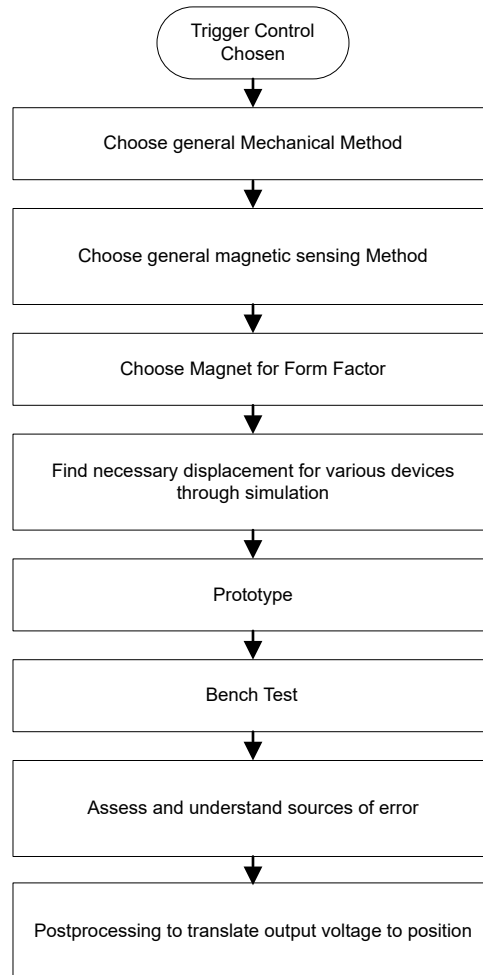 Trigger Control
Chosen
Choose general Mechanical Method
Choose general magnetic sensing Method
Choose Magnet for Form Factor
Find necessary displacement for various devices
through simulation
Prototype
Bench Test
Assess and understand sources of error
Postprocessing to translate output voltage to position